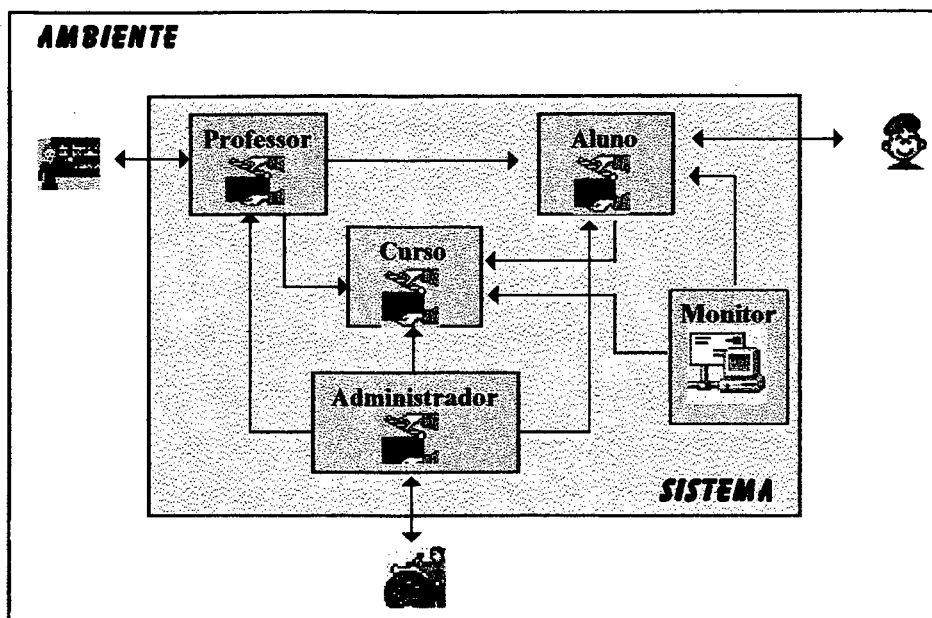 AMBIENTE
Professor
Aluno
Curso
Monitor
Administrador
SISTEMA